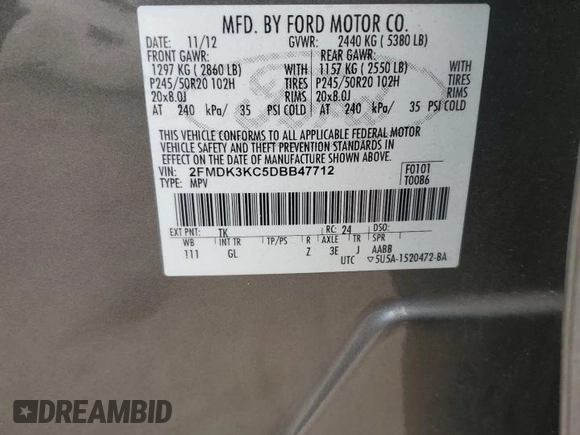 MFD. BY FORD MOTOR CO.
DATE: 11/12 GVWR: 2440 KG ( 5380 LB)
FRONT GAWR: REAR GAWR:
1297 KG ( 2860 LB) WITH 1157 KG ( 2550 LB) WITH
P245/50R20 102H TIRES P245/50R20 102H TIRES
20x8.0J RIMS 20x8.0J RIMS
AT 240 kPa/ 35 PSI COLD AT 240 kPa/ 35 PSI COLD
THIS VEHICLE CONFORMS TO ALL APPLICABLE FEDERAL MOTOR
VEHICLE SAFETY AND THEFT PREVENTION STANDARDS IN
EFFECT ON THE DATE OF MANUFACTURE SHOWN ABOVE.
VIN: 2FMDK3KC5DBB47712 F0101
TYPE: MPV T0086
EXT PNT: TK RC: 24 DSO:
WB INT TR TP/PS R AXLE TR SPR
111 GL Z 3E J AABB
UTC ▽5U5A-1520472-BA
DREAMBID